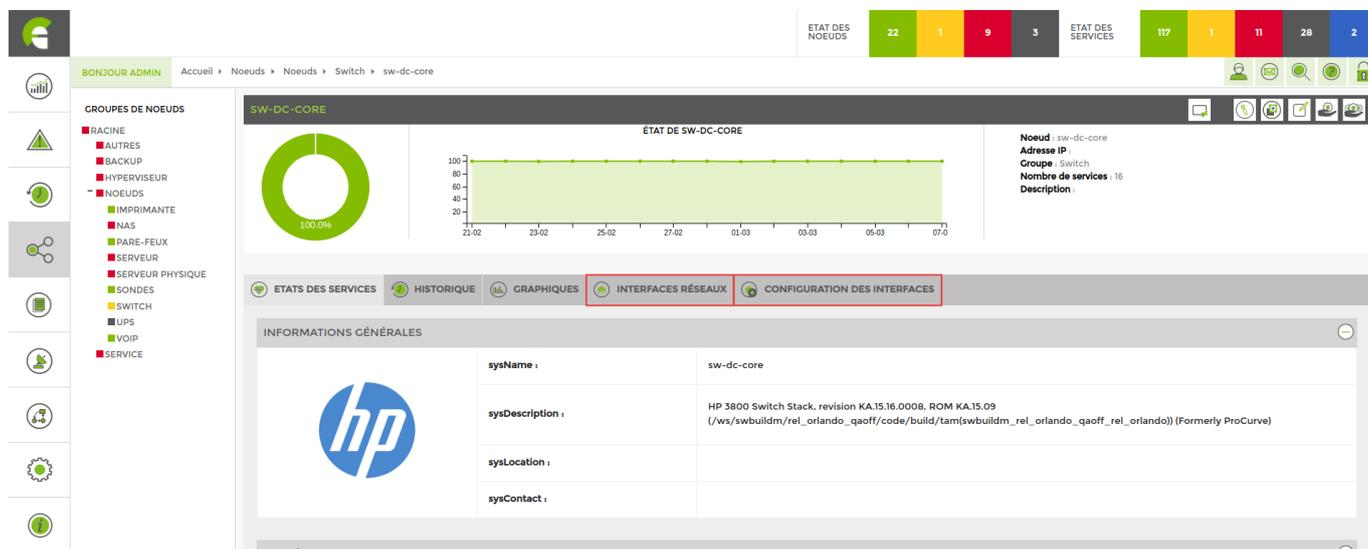 ETAT DES NOEUDS
22 1 9 3
ETAT DES SERVICES
117 1 11 28 2
BONJOUR ADMIN
Accueil Noeuds Noeuds Switch sw-dc-core
GROUPES DE NOEUDS
RACINE
AUTRES
BACKUP
HYPERVISEUR
NOEUDS
IMPRIMANTE
NAS
PARE-FEUX
SERVEUR
SERVEUR PHYSIQUE
SONDES
SWITCH
UPS
VOIP
SERVICE
SW-DC-CORE
100.0%
ÉTAT DE SW-DC-CORE
100
80
60
40
20
21-02 23-02 25-02 27-02 01-03 03-03 05-03 07-0
Noeud : sw-dc-core
Adresse IP :
Groupe : Switch
Nombre de services : 16
Description :
ETATS DES SERVICES HISTORIQUE GRAPHIQUES INTERFACES RÉSEAUX CONFIGURATION DES INTERFACES
INFORMATIONS GÉNÉRALES
hp
sysName : sw-dc-core
sysDescription : HP 3800 Switch Stack, revision KA.15.16.0008, ROM KA.15.09
(/ws/swbuildm/rel_orlando_qaoff/code/build/tam(swbuildm_rel_orlando_qaoff_rel_orlando)) (Formerly ProCurve)
sysLocation :
sysContact :